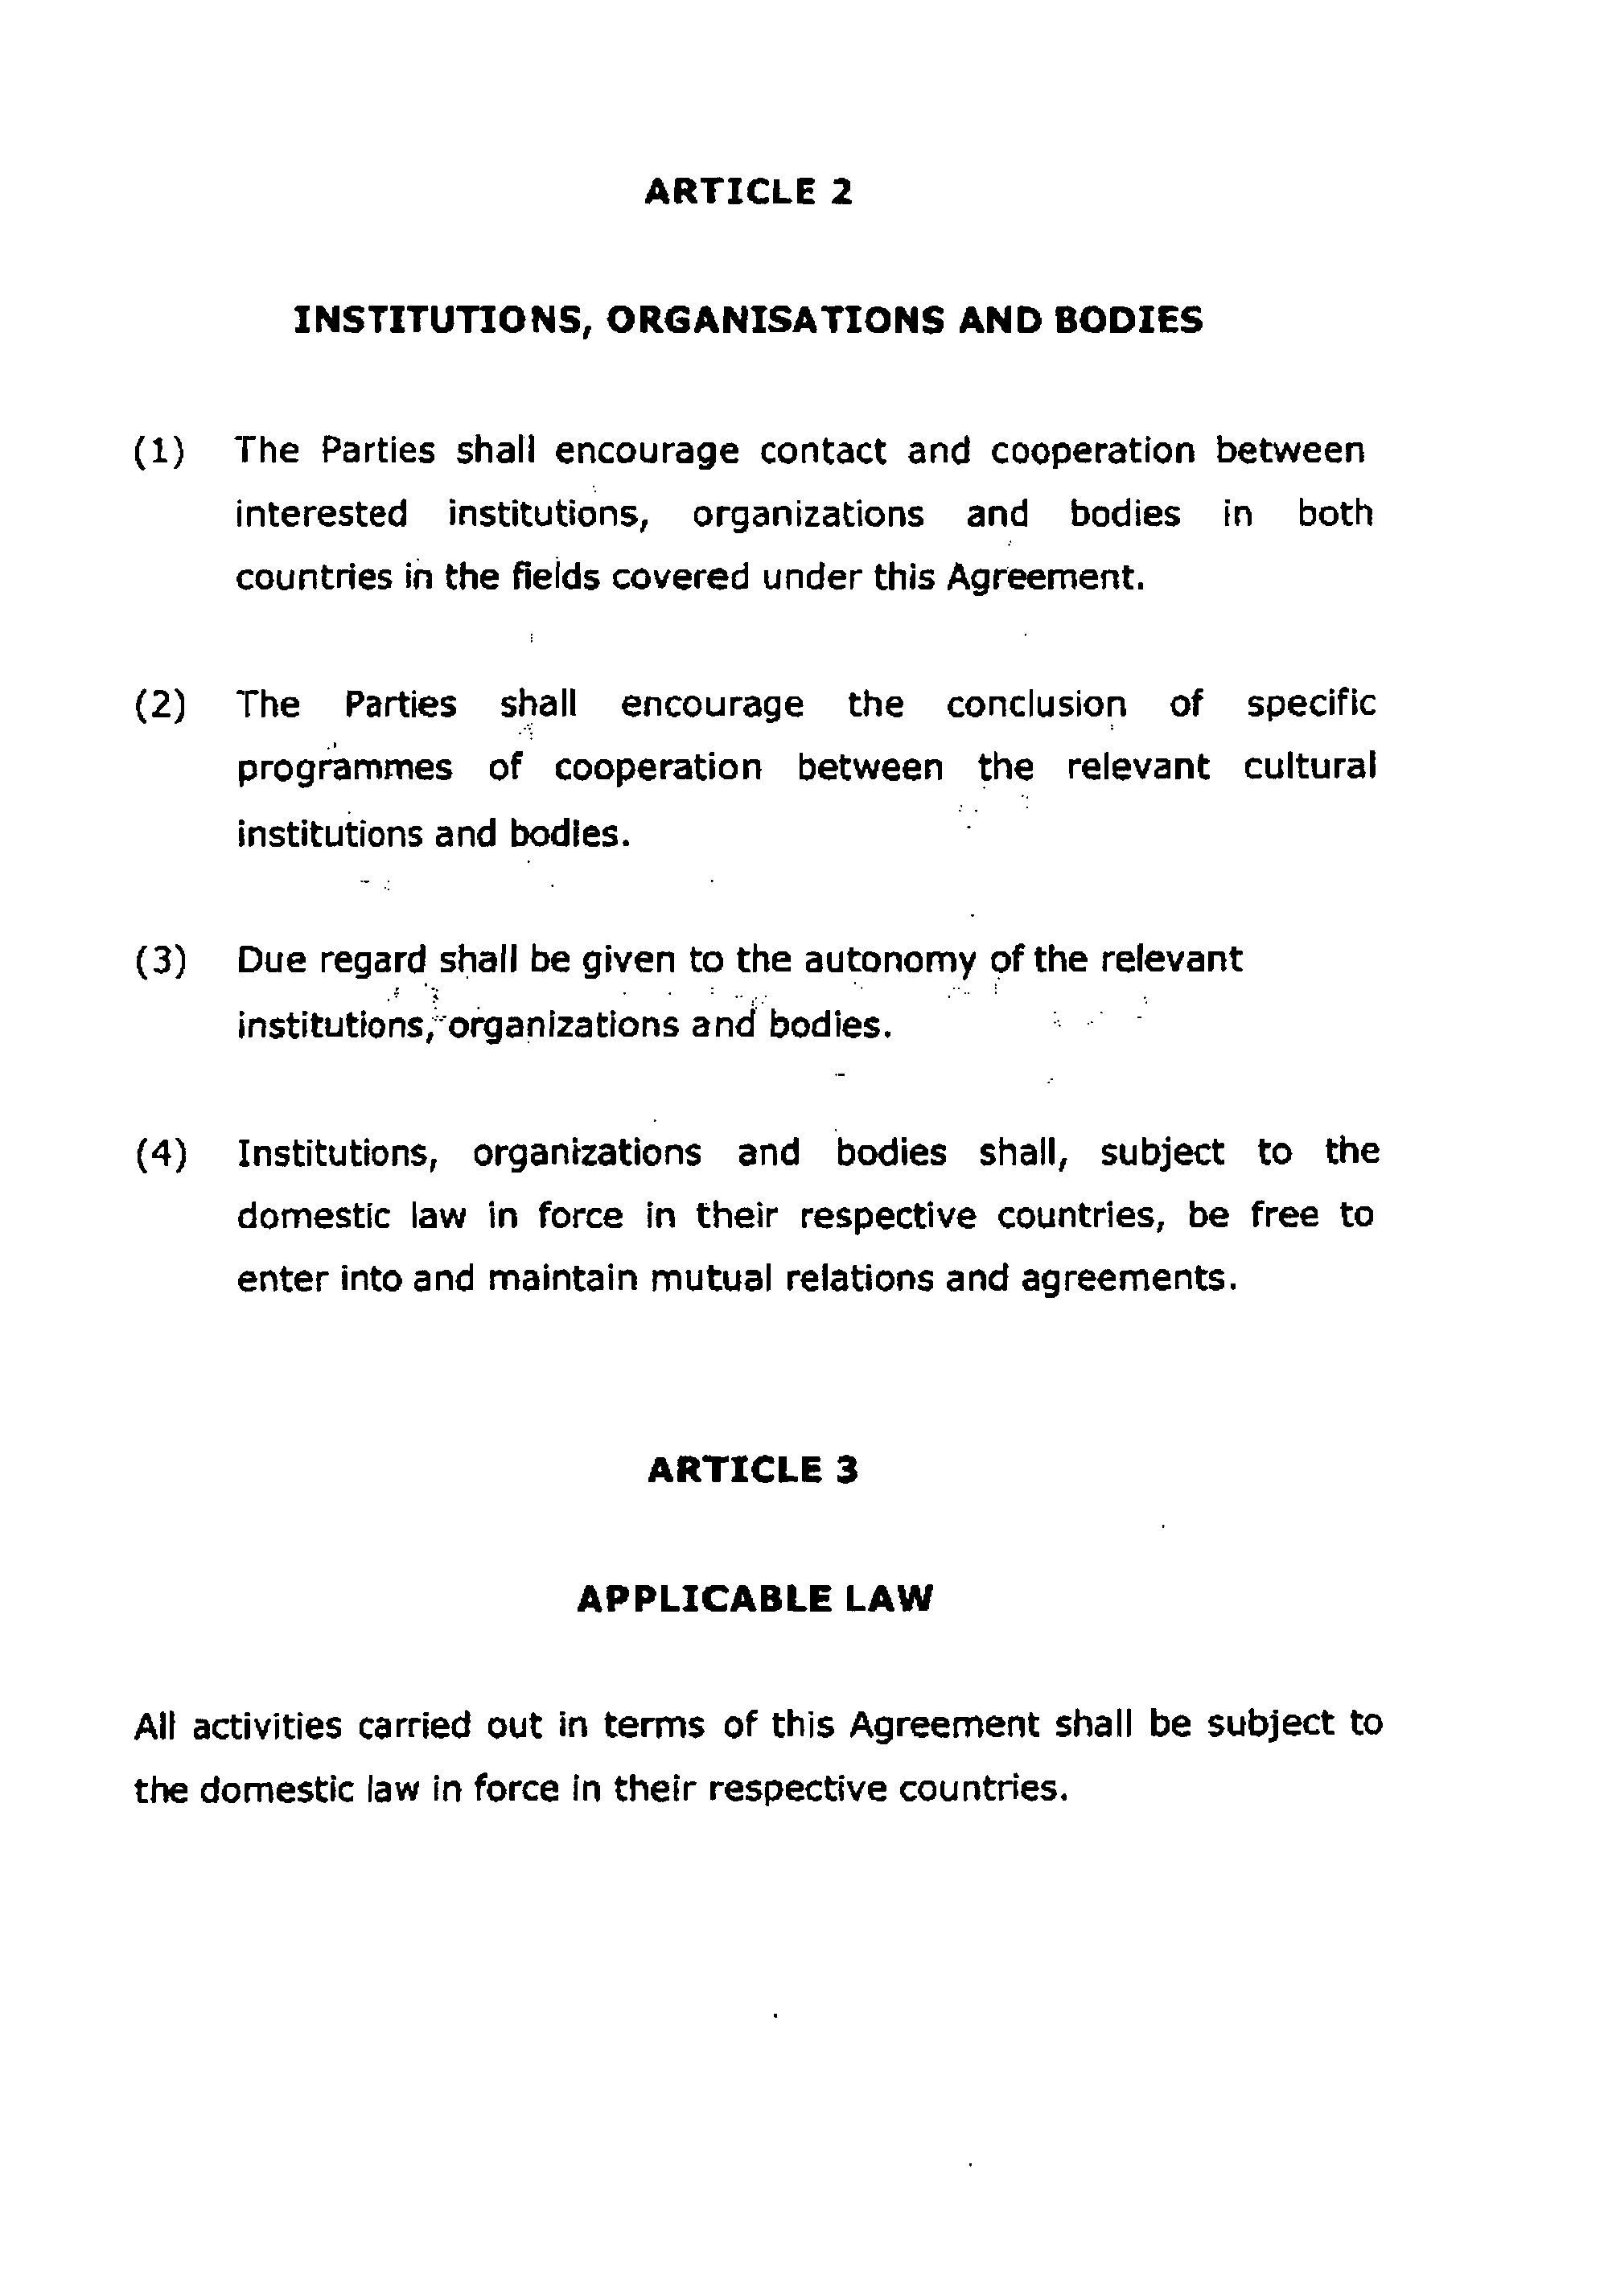 ARTICLE 2
INSTITUTIONS, ORGANISATIONS AND BODIES
(1) The Parties shall encourage contact and cooperation between
interested institutions, organizations and bodies in both
countries in the fields covered under this Agreement.
(2) The Parties shall encourage the conclusion of specific
programmes of cooperation between the relevant cultural
institutions and bodies.
(3) Due regard shall be given to the autonomy of the relevant
institutions, organizations and bodies.
(4) Institutions, organizations and bodies shall, subject to the
domestic law in force in their respective countries, be free to
enter into and maintain mutual relations and agreements.
ARTICLE 3
APPLICABLE LAW
All activities carried out in terms of this Agreement shall be subject to
the domestic law in force in their respective countries.